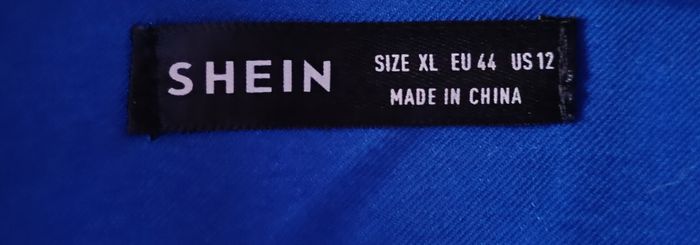 SHEIN
SIZE XL EU 44 US 12
MADE IN CHINA